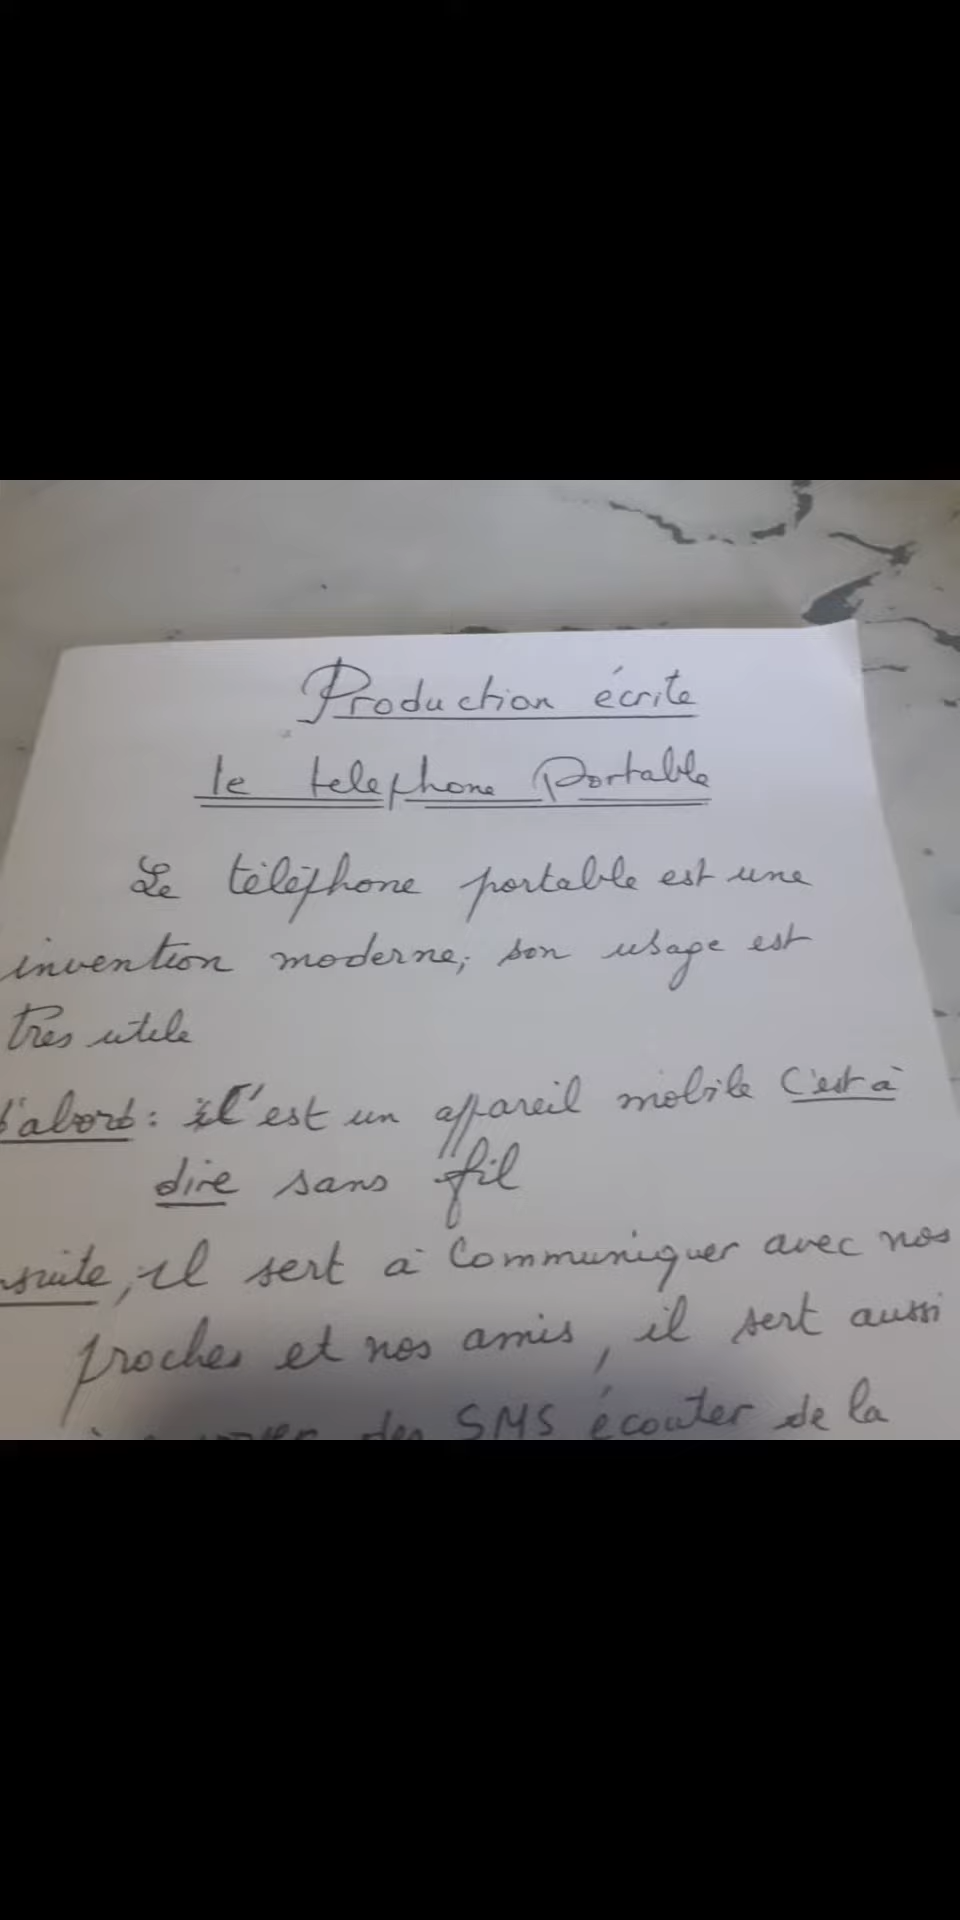 Production écrite
le telephone Portable
Le téléphone portable est une
invention moderne, son usage est
Très utile
d'abord : c'est un appareil mobile C'est à
dire sans fil
nsuite, il sert à Communiquer avec nos
proches et nos amis, il sert aussi
des SMS écouter de la